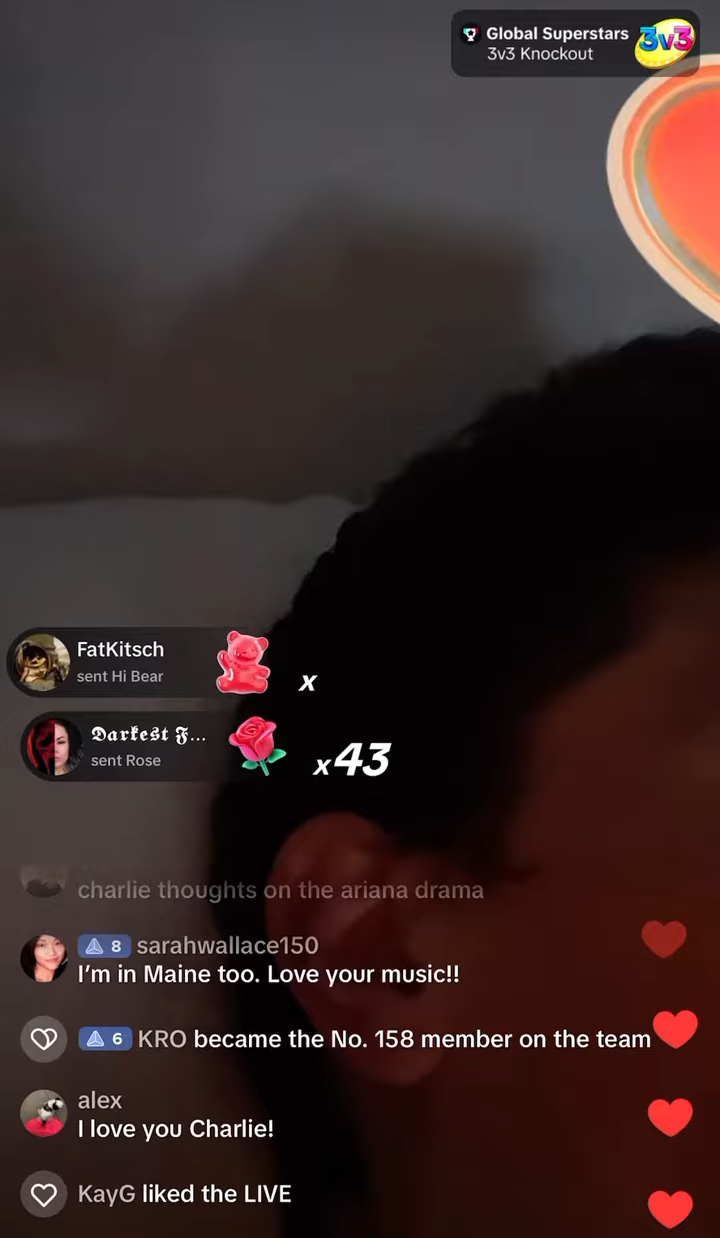 Global Superstars
3v3 Knockout
3v3
FatKitsch
sent Hi Bear
x
𝕯𝖆𝖗𝖐𝖊𝖘𝖙 𝕱...
sent Rose
x43
charlie thoughts on the ariana drama
8 sarahwallace150
I'm in Maine too. Love your music!!
6 KRO became the No. 158 member on the team
alex
I love you Charlie!
KayG liked the LIVE